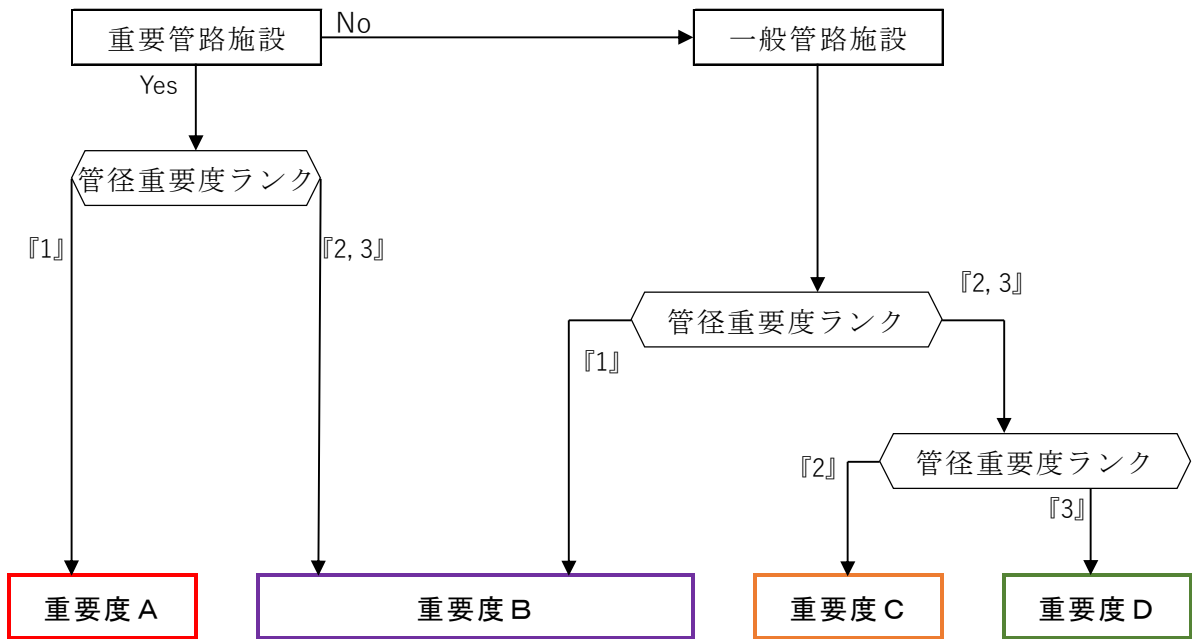 重要管路施設
No
一般管路施設
Yes
管径重要度ランク
『1』
『2, 3』
『2, 3』
管径重要度ランク
『1』
管径重要度ランク
『2』
『3』
重要度A
重要度B
重要度C
重要度D